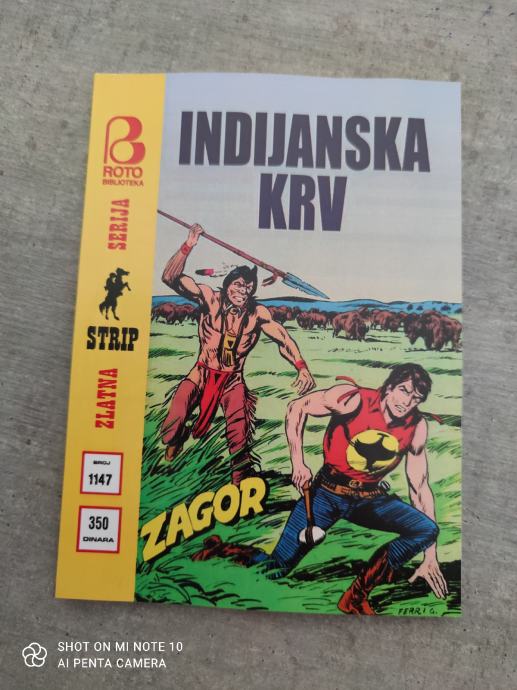 INDIJANSKA
KRV
ROTO
BIBLIOTEKA
ZLATNA
STRIP
SERIJA
BROJ
1147
350
DINARA
ZAGOR
FERRI G.
SHOT ON MI NOTE 10
AI PENTA CAMERA